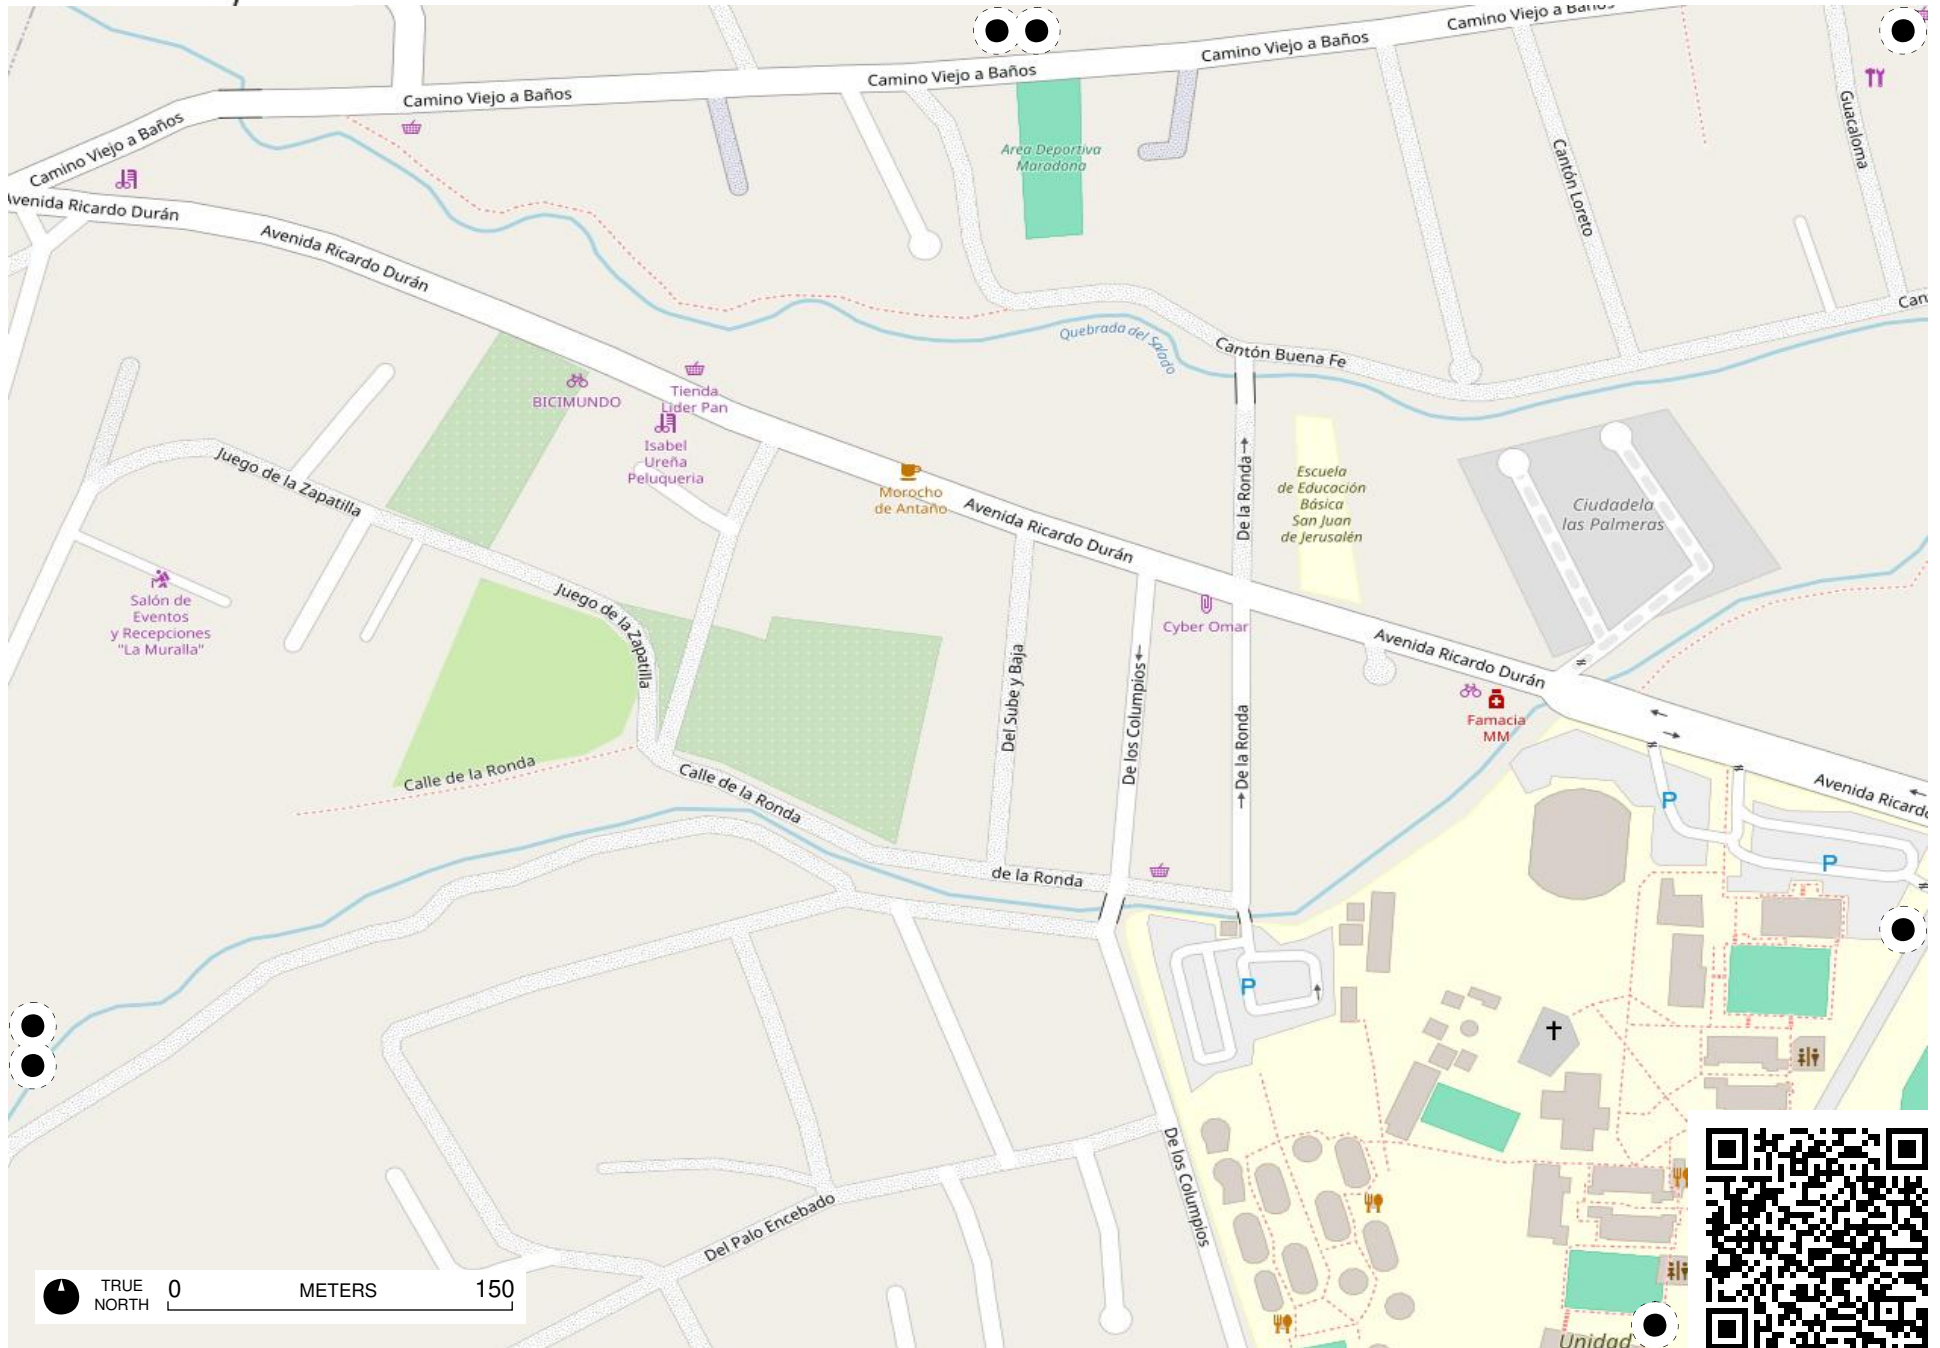 Camino Viejo a Baños
Camino Viejo a Baños
Camino Viejo a Baños
Camino Viejo a Baños
Camino Viejo a Baños
Avenida Ricardo Durán
Avenida Ricardo Durán
Area Deportiva
Maradona
Cantón Loreto
Guacaloma
Can
Quebrada del Salado
Cantón Buena Fe
BICIMUNDO
Tienda
Lider Pan
Isabel
Ureña
Peluqueria
Juego de la Zapatilla
Morocho
de Antaño
Avenida Ricardo Durán
De la Ronda
Escuela
de Educación
Básica
San Juan
de Jerusalén
Ciudadela
las Palmeras
Salón de
Eventos
y Recepciones
"La Muralla"
Juego de la Zapatilla
Cyber Omar
Avenida Ricardo Durán
Del Sube y Baja
De los Columpios
De la Ronda
Famacia
MM
Calle de la Ronda
Calle de la Ronda
Avenida Ricardo
P
P
de la Ronda
P
De los Columpios
Del Palo Encebado
TRUE
NORTH
0 METERS 150
Unidad